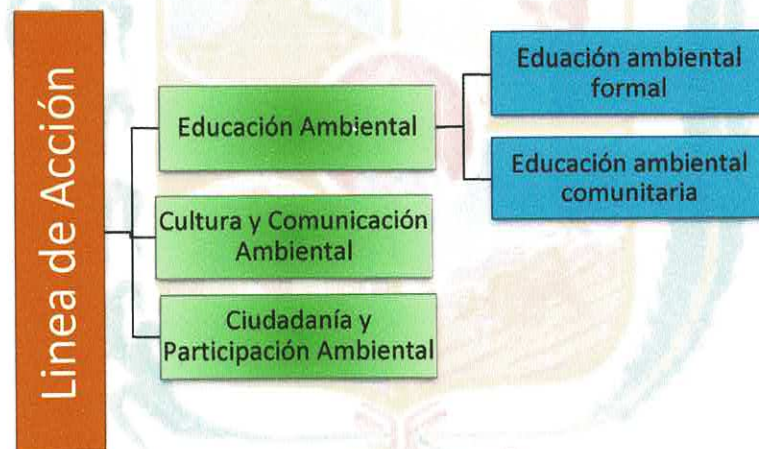 Linea de Acción
Educación Ambiental
Eduación ambiental
formal
Educación ambiental
comunitaria
Cultura y Comunicación
Ambiental
Ciudadanía y
Participación Ambiental